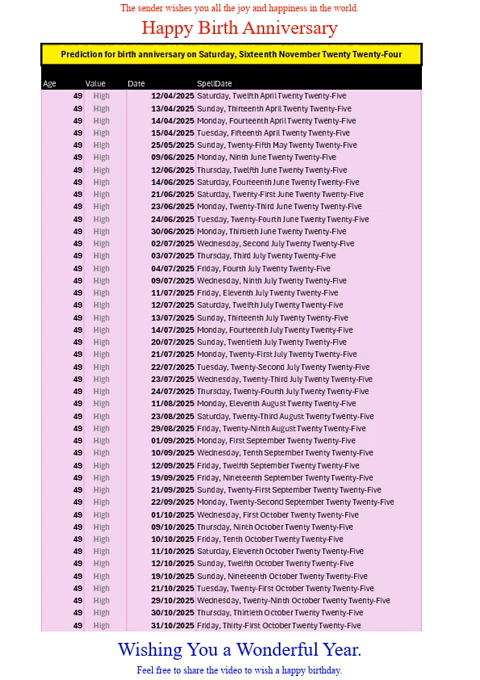 The sender wishes you all the joy and happiness in the world.
Happy Birth Anniversary
Prediction for birth anniversary on Saturday, Sixteenth November Twenty Twenty-Four
Age Value Date SpellDate
49 High 12/04/2025 Saturday, Twelfth April Twenty Twenty-Five
49 High 13/04/2025 Sunday, Thirteenth April Twenty Twenty-Five
49 High 14/04/2025 Monday, Fourteenth April Twenty Twenty-Five
49 High 15/04/2025 Tuesday, Fifteenth April Twenty Twenty-Five
49 High 25/05/2025 Sunday, Twenty-Fifth May Twenty Twenty-Five
49 High 09/06/2025 Monday, Ninth June Twenty Twenty-Five
49 High 12/06/2025 Thursday, Twelfth June Twenty Twenty-Five
49 High 14/06/2025 Saturday, Fourteenth June Twenty Twenty-Five
49 High 21/06/2025 Saturday, Twenty-First June Twenty Twenty-Five
49 High 23/06/2025 Monday, Twenty-Third June Twenty Twenty-Five
49 High 24/06/2025 Tuesday, Twenty-Fourth June Twenty Twenty-Five
49 High 30/06/2025 Monday, Thirtieth June Twenty Twenty-Five
49 High 02/07/2025 Wednesday, Second July Twenty Twenty-Five
49 High 03/07/2025 Thursday, Third July Twenty Twenty-Five
49 High 04/07/2025 Friday, Fourth July Twenty Twenty-Five
49 High 09/07/2025 Wednesday, Ninth July Twenty Twenty-Five
49 High 11/07/2025 Friday, Eleventh July Twenty Twenty-Five
49 High 12/07/2025 Saturday, Twelfth July Twenty Twenty-Five
49 High 13/07/2025 Sunday, Thirteenth July Twenty Twenty-Five
49 High 14/07/2025 Monday, Fourteenth July Twenty Twenty-Five
49 High 20/07/2025 Sunday, Twentieth July Twenty Twenty-Five
49 High 21/07/2025 Monday, Twenty-First July Twenty Twenty-Five
49 High 22/07/2025 Tuesday, Twenty-Second July Twenty Twenty-Five
49 High 23/07/2025 Wednesday, Twenty-Third July Twenty Twenty-Five
49 High 24/07/2025 Thursday, Twenty-Fourth July Twenty Twenty-Five
49 High 11/08/2025 Monday, Eleventh August Twenty Twenty-Five
49 High 23/08/2025 Saturday, Twenty-Third August Twenty Twenty-Five
49 High 29/08/2025 Friday, Twenty-Ninth August Twenty Twenty-Five
49 High 01/09/2025 Monday, First September Twenty Twenty-Five
49 High 10/09/2025 Wednesday, Tenth September Twenty Twenty-Five
49 High 12/09/2025 Friday, Twelfth September Twenty Twenty-Five
49 High 19/09/2025 Friday, Nineteenth September Twenty Twenty-Five
49 High 21/09/2025 Sunday, Twenty-First September Twenty Twenty-Five
49 High 22/09/2025 Monday, Twenty-Second September Twenty Twenty-Five
49 High 01/10/2025 Wednesday, First October Twenty Twenty-Five
49 High 09/10/2025 Thursday, Ninth October Twenty Twenty-Five
49 High 10/10/2025 Friday, Tenth October Twenty Twenty-Five
49 High 11/10/2025 Saturday, Eleventh October Twenty Twenty-Five
49 High 12/10/2025 Sunday, Twelfth October Twenty Twenty-Five
49 High 19/10/2025 Sunday, Nineteenth October Twenty Twenty-Five
49 High 21/10/2025 Tuesday, Twenty-First October Twenty Twenty-Five
49 High 29/10/2025 Wednesday, Twenty-Ninth October Twenty Twenty-Five
49 High 30/10/2025 Thursday, Thirtieth October Twenty Twenty-Five
49 High 31/10/2025 Friday, Thirty-First October Twenty Twenty-Five
Wishing You a Wonderful Year.
Feel free to share the video to wish a happy birthday.